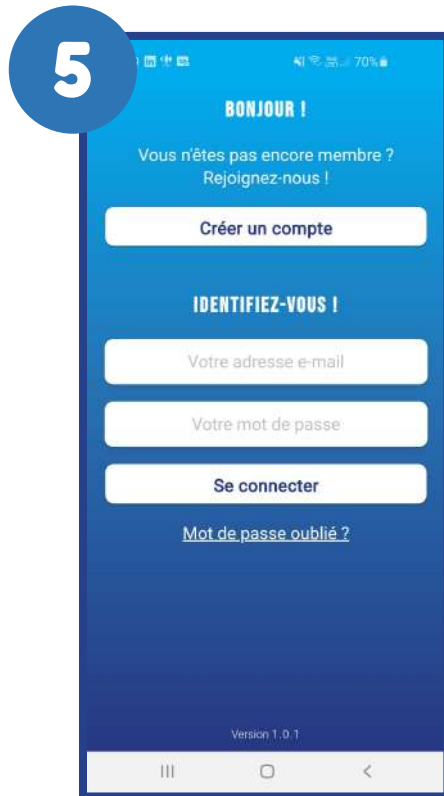 5
70%
BONJOUR !
Vous n'êtes pas encore membre ?
Rejoignez-nous !
Créer un compte
IDENTIFIEZ-VOUS !
Votre adresse e-mail
Votre mot de passe
Se connecter
Mot de passe oublié ?
Version 1.0.1